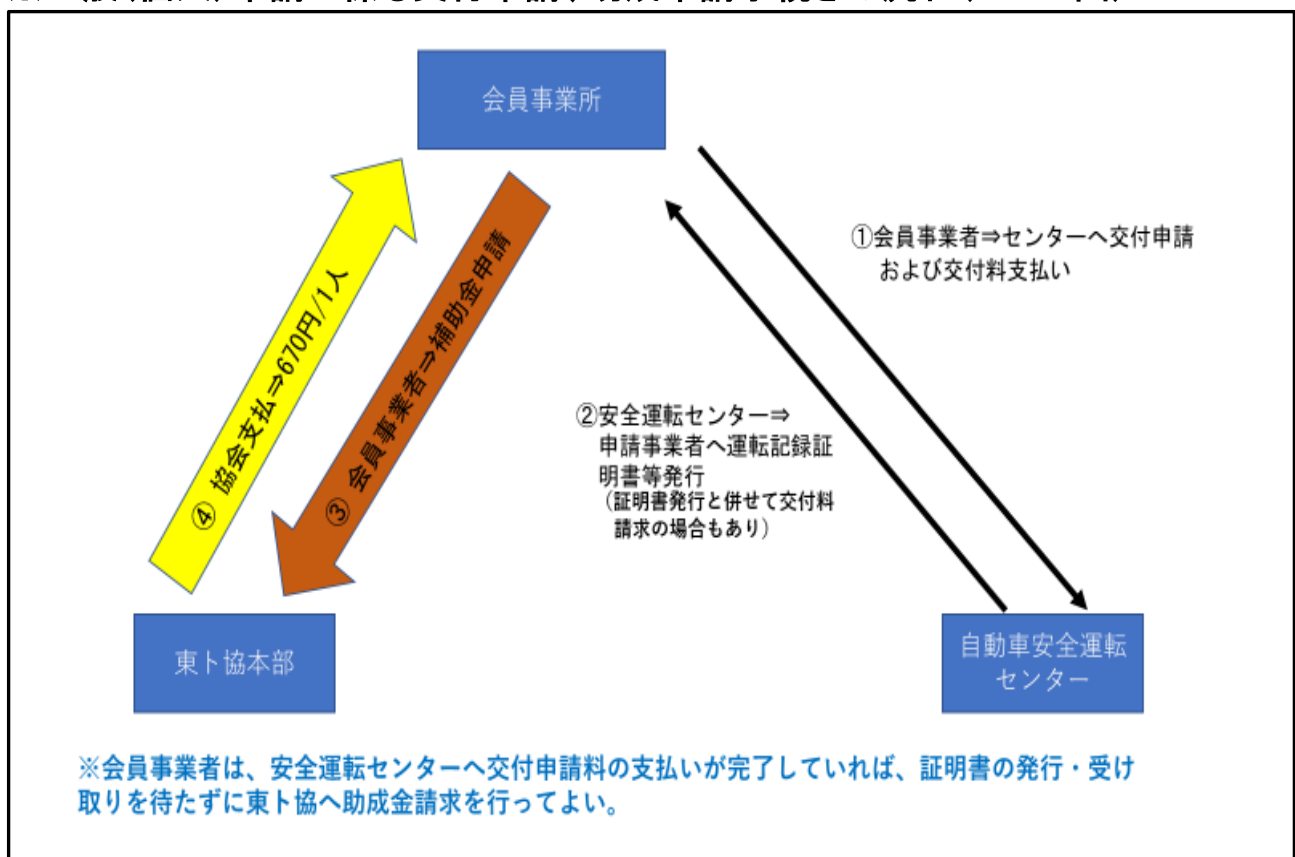 会員事業所
①会員事業者⇒センターへ交付申請
および交付料支払い
④ 協会支払⇒670円/1人
③ 会員事業者⇒補助金申請
②安全運転センター⇒
申請事業者へ運転記録証
明書等発行
（証明書発行と併せて交付料
請求の場合もあり）
東ト協本部
自動車安全運転
センター
※会員事業者は、安全運転センターへ交付申請料の支払いが完了していれば、証明書の発行・受け
取りを待たずに東ト協へ助成金請求を行ってよい。